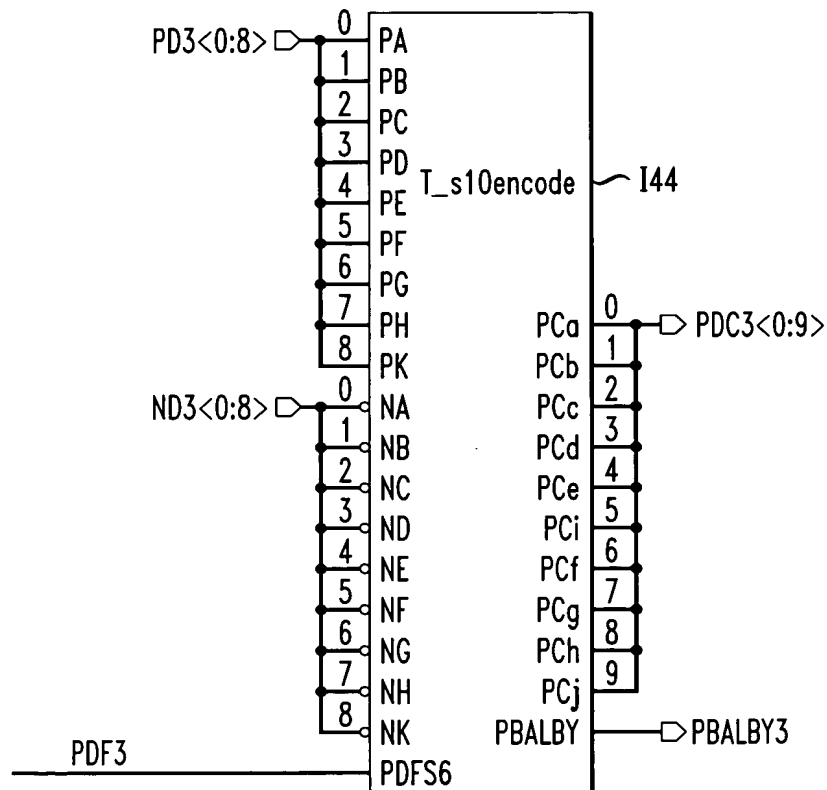 PD3<0:8> 0 PA
1 PB
2 PC
3 PD
T_s10encode I44
4 PE
5 PF
6 PG
7 PH
PCa 0 PDC3<0:9>
8 PK
PCb 1
ND3<0:8> 0 NA
PCc 2
1 NB
PCd 3
2 NC
PCe 4
3 ND
PCi 5
4 NE
PCf 6
5 NF
PCg 7
6 NG
PCh 8
7 NH
PCj 9
8 NK
PBALBY PBALBY3
PDF3 PDFS6